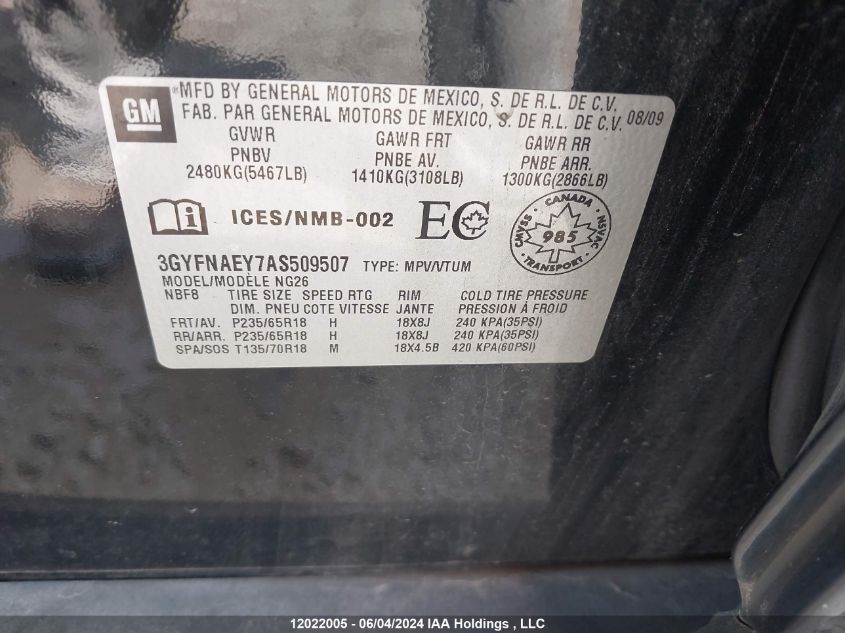 GM
®MFD BY GENERAL MOTORS DE MEXICO, S. DE R.L. DE C.V.
FAB. PAR GENERAL MOTORS DE MEXICO, S. DE R.L. DE C.V. 08/09
GVWR GAWR FRT GAWR RR
PNBV PNBE AV. PNBE ARR.
2480KG(5467LB) 1410KG(3108LB) 1300KG(2866LB)
i ICES/NMB-002 EC CANADA CMVSS 985 NSVAC TRANSPORT
3GYFNAEY7AS509507 TYPE: MPV/VTUM
MODEL/MODÈLE NG26
NBF8 TIRE SIZE SPEED RTG RIM COLD TIRE PRESSURE
DIM. PNEU COTE VITESSE JANTE PRESSION À FROID
FRT/AV. P235/65R18 H 18X8J 240 KPA(35PSI)
RR/ARR. P235/65R18 H 18X8J 240 KPA(35PSI)
SPA/SOS T135/70R18 M 18X4.5B 420 KPA(60PSI)
12022005 - 06/04/2024 IAA Holdings , LLC